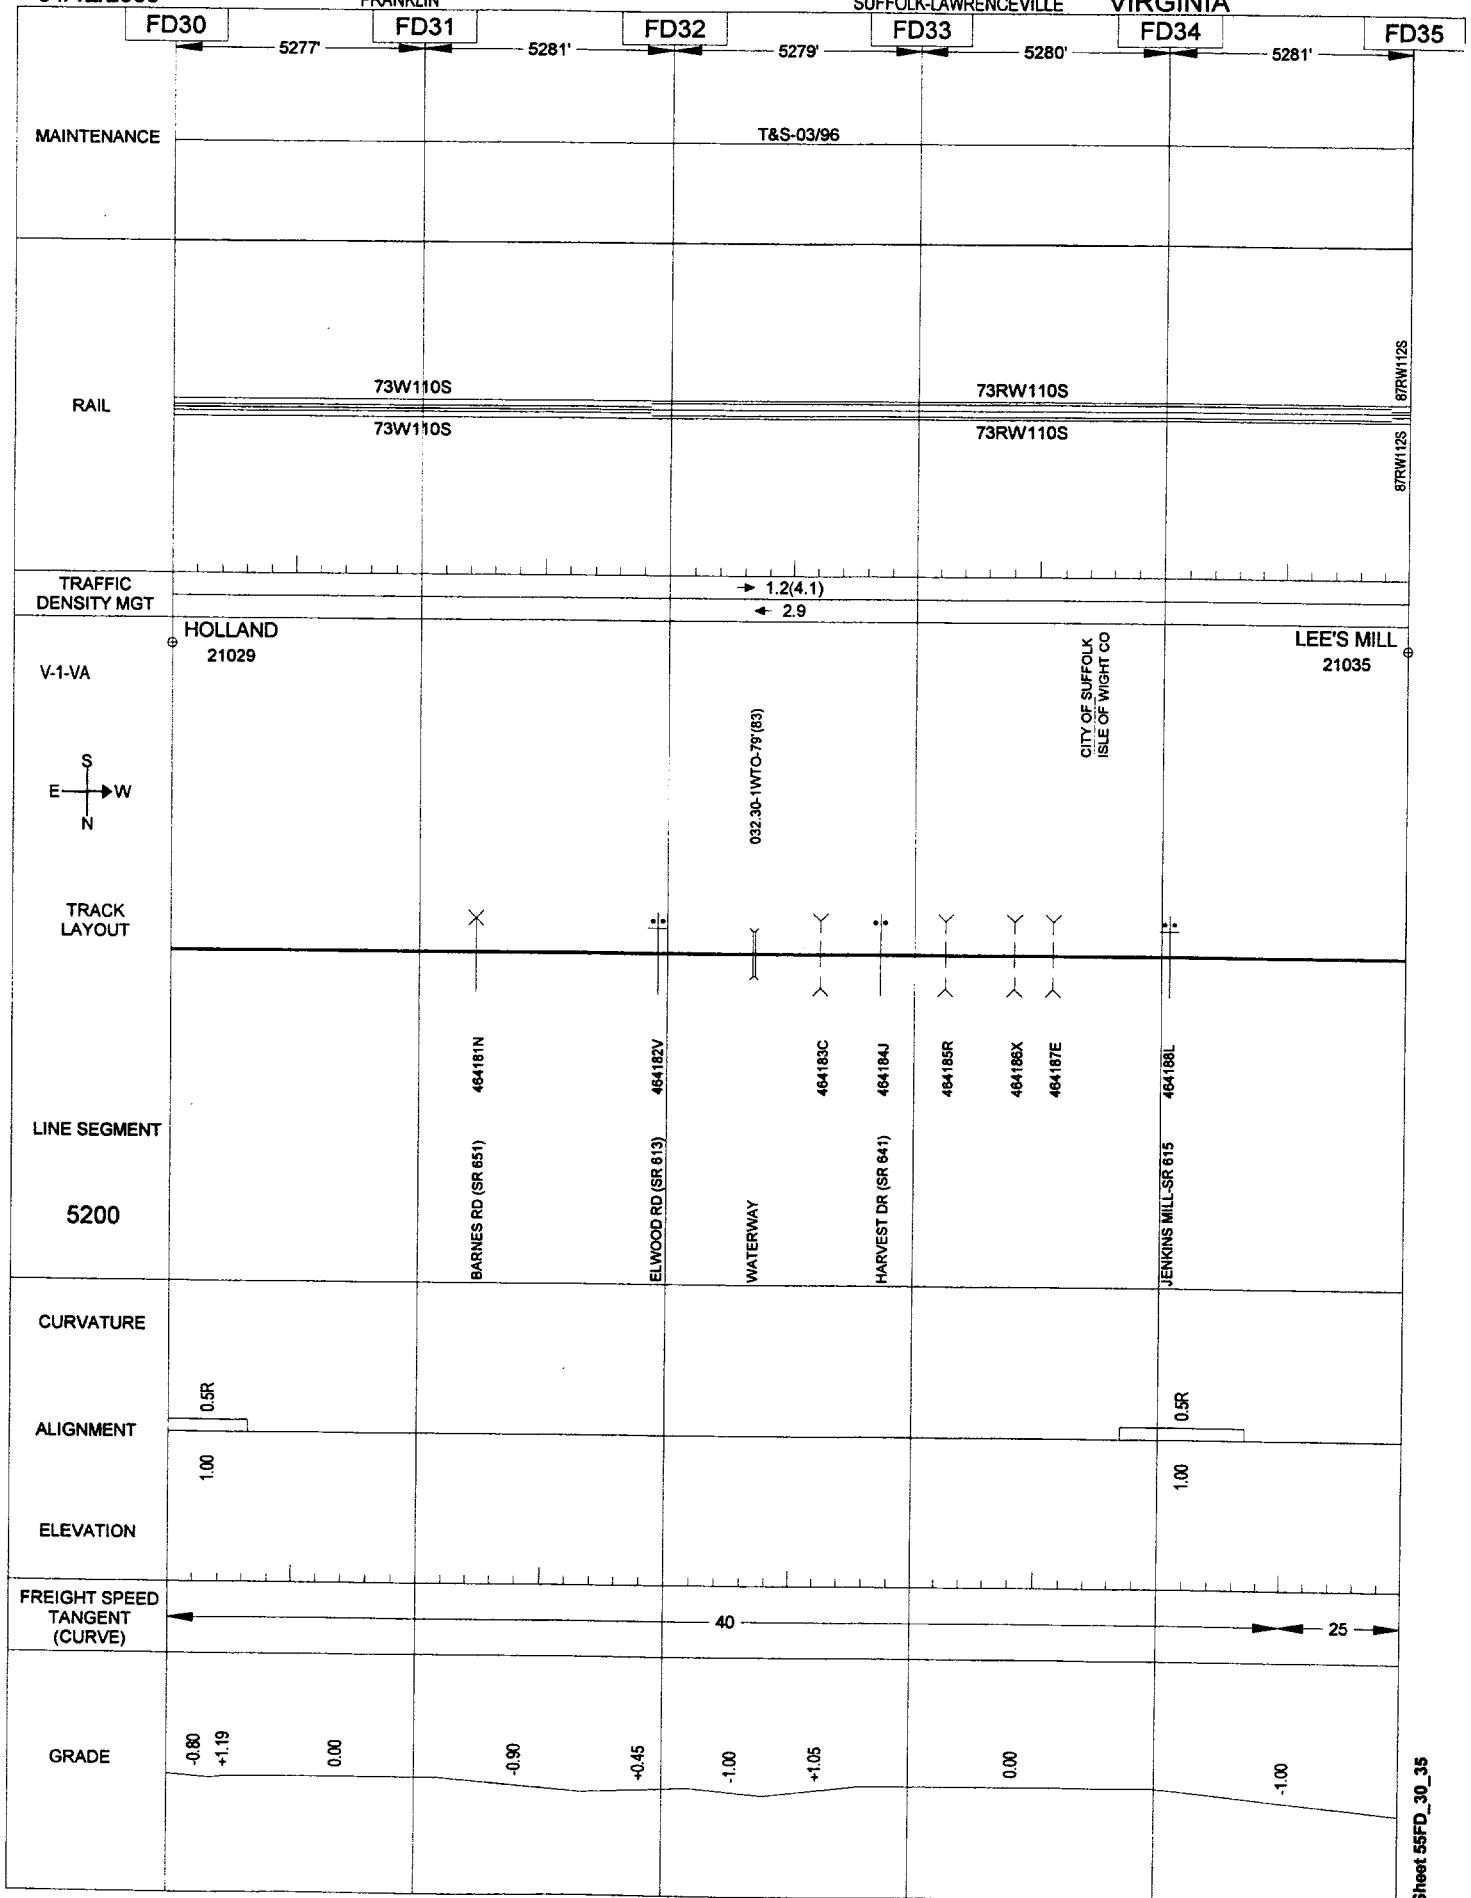 FRANKLIN
SUFFOLK-LAWRENCEVILLE VIRGINIA
FD30 FD31 FD32 FD33 FD34 FD35
5277' 5281' 5279' 5280' 5281'
MAINTENANCE
T&S-03/96
RAIL
73W110S
73W110S
73RW110S
73RW110S
87RW112S
87RW112S
TRAFFIC
DENSITY MGT
1.2(4.1)
2.9
HOLLAND
21029
LEE'S MILL
21035
V-1-VA
S
E W
N
032.30-1WTO-79'(83)
CITY OF SUFFOLK
ISLE OF WIGHT CO
TRACK
LAYOUT
464181N
464182V
464183C
464184J
464185R
464186X
464187E
464188L
LINE SEGMENT
5200
BARNES RD (SR 651)
ELWOOD RD (SR 613)
WATERWAY
HARVEST DR (SR 641)
JENKINS MILL-SR 615
CURVATURE
ALIGNMENT
0.5R
1.00
0.5R
1.00
ELEVATION
FREIGHT SPEED
TANGENT
(CURVE)
40
25
GRADE
-0.80
+1.19
0.00
-0.90
+0.45
-1.00
+1.05
0.00
-1.00
Sheet 55FD_30_35